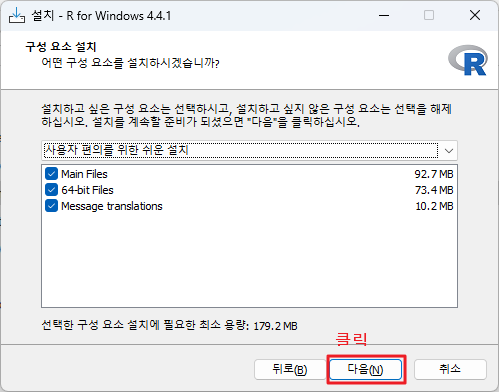 설치 - R for Windows 4.4.1
구성 요소 설치
어떤 구성 요소를 설치하시겠습니까?
R
설치하고 싶은 구성 요소는 선택하시고, 설치하고 싶지 않은 구성 요소는 선택을 해제
하십시오. 설치를 계속할 준비가 되셨으면 "다음"을 클릭하십시오.
사용자 편의를 위한 쉬운 설치
Main Files 92.7 MB
64-bit Files 73.4 MB
Message translations 10.2 MB
선택한 구성 요소 설치에 필요한 최소 용량: 179.2 MB
클릭
뒤로(B) 다음(N) 취소